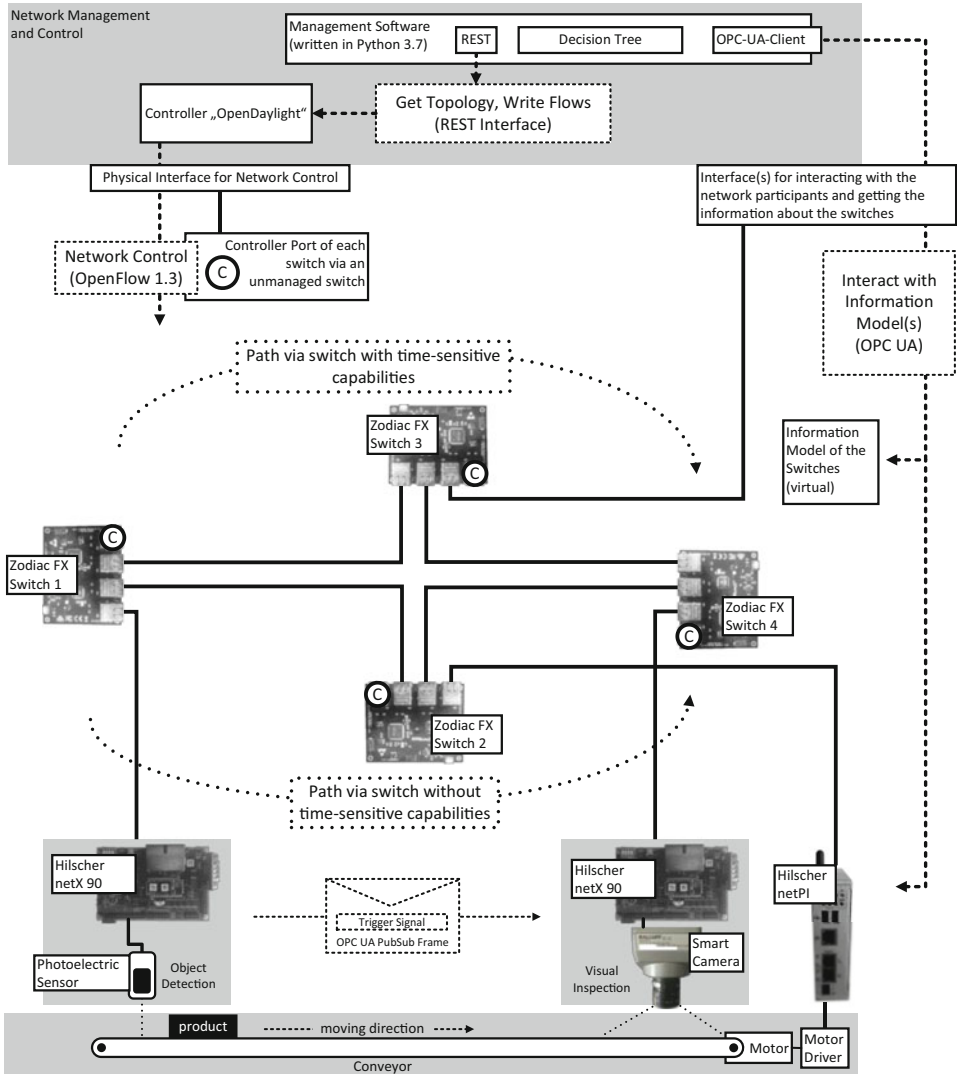 Network Management
and Control
Management Software
(written in Python 3.7)
REST
Decision Tree
OPC-UA-Client
Controller „OpenDaylight“
Get Topology, Write Flows
(REST Interface)
Physical Interface for Network Control
Interface(s) for interacting with the
network participants and getting the
information about the switches
Network Control
(OpenFlow 1.3)
C
Controller Port of each
switch via an
unmanaged switch
Interact with
Information
Model(s)
(OPC UA)
Path via switch with time-sensitive
capabilities
Zodiac FX
Switch 3
C
Information
Model of the
Switches
(virtual)
C
Zodiac FX
Switch 1
Zodiac FX
Switch 4
C
C
Zodiac FX
Switch 2
Path via switch without
time-sensitive capabilities
Hilscher
netX 90
Hilscher
netX 90
Hilscher
netPI
Trigger Signal
OPC UA PubSub Frame
Photoelectric
Sensor
Object
Detection
Visual
Inspection
Smart
Camera
product
moving direction
Motor
Motor
Driver
Conveyor